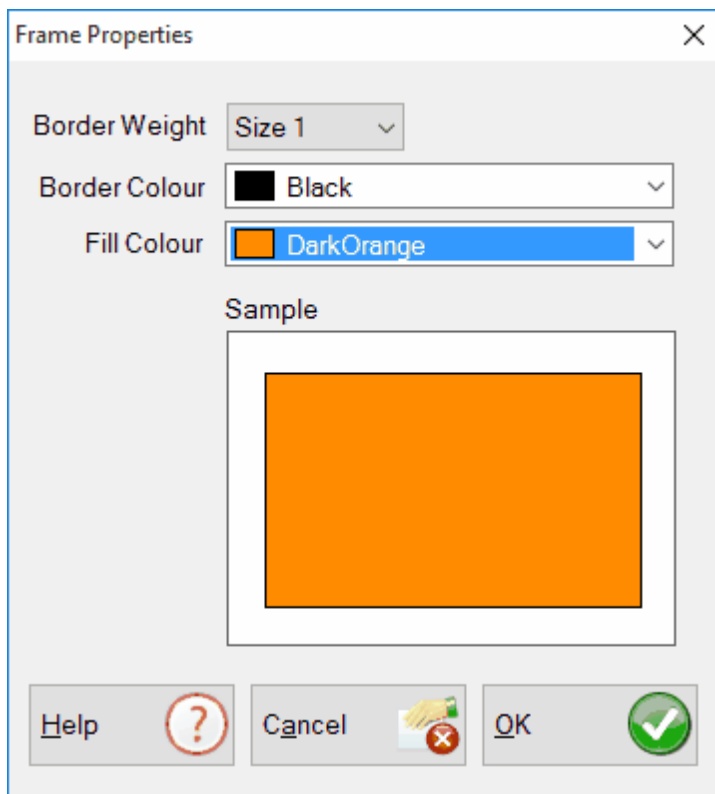 Frame Properties
Border Weight Size 1
Border Colour Black
Fill Colour DarkOrange
Sample
Help ? Cancel OK